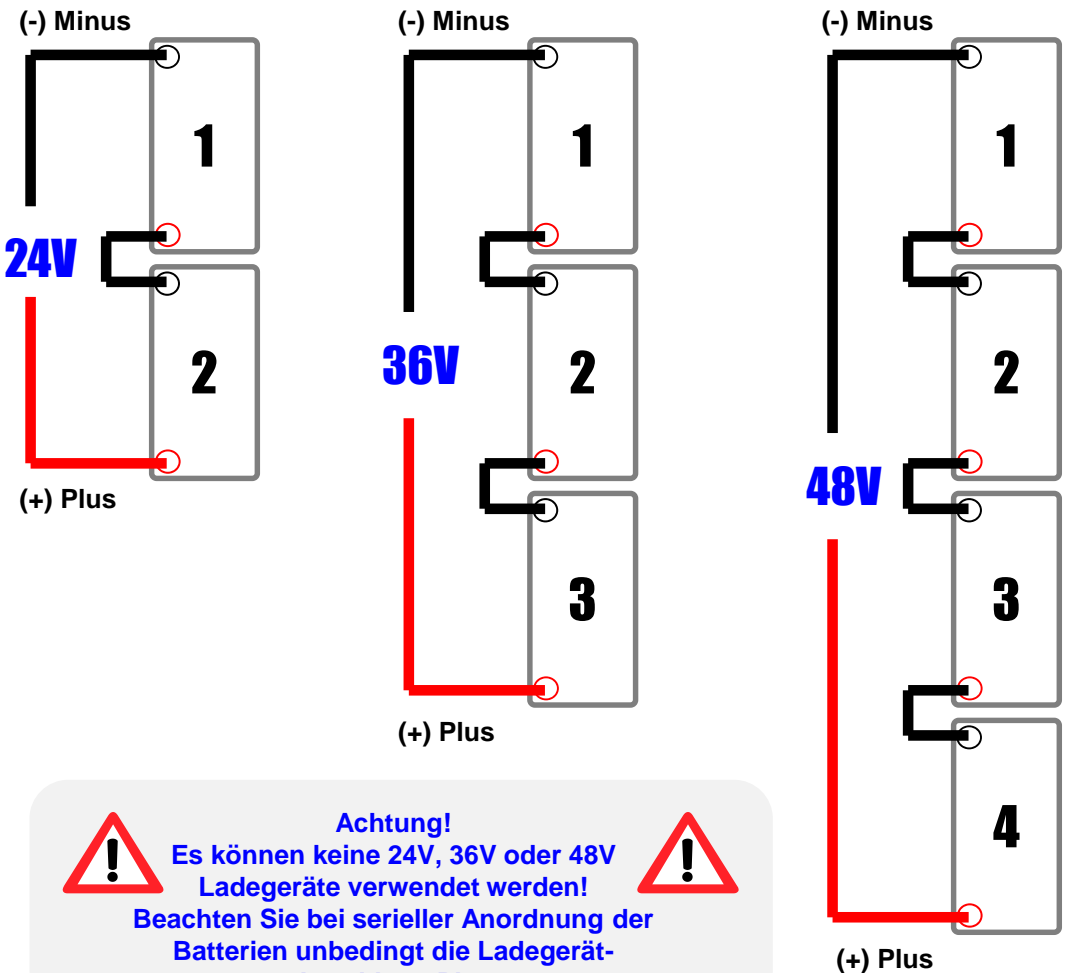 (-) Minus
1
24V
2
(+) Plus
(-) Minus
1
36V
2
3
(+) Plus
(-) Minus
1
2
48V
3
4
(+) Plus
Achtung!
Es können keine 24V, 36V oder 48V
Ladegeräte verwendet werden!
Beachten Sie bei serieller Anordnung der
Batterien unbedingt die Ladegerät-